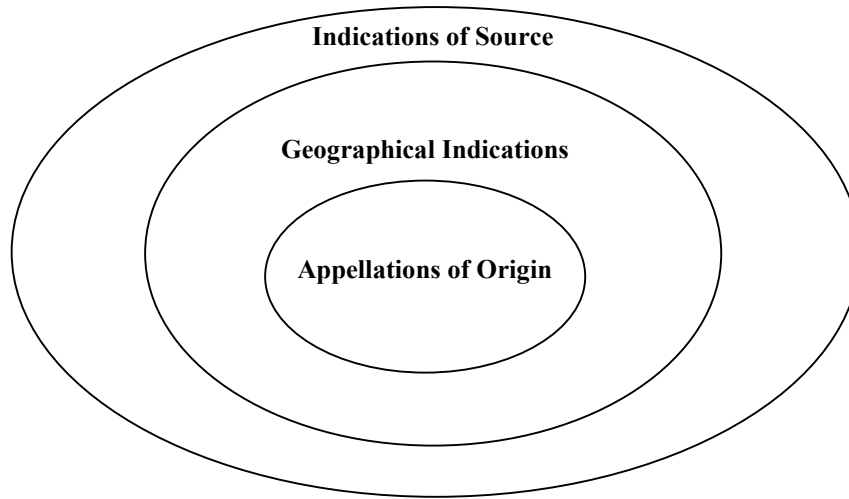 Indications of Source
Geographical Indications
Appellations of Origin